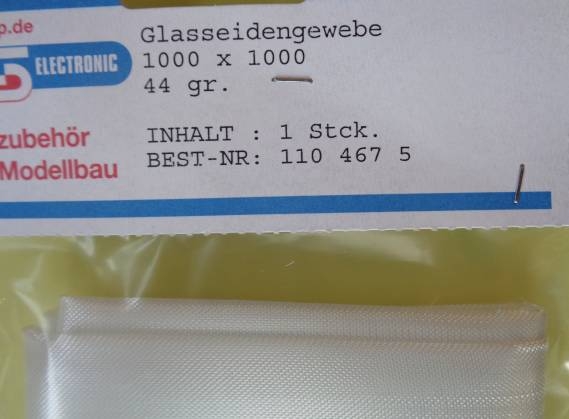 p.de
Glasseidengewebe
ELECTRONIC
1000 x 1000
44 gr.
zubehör
Modellbau
INHALT : 1 Stck.
BEST-NR: 110 467 5